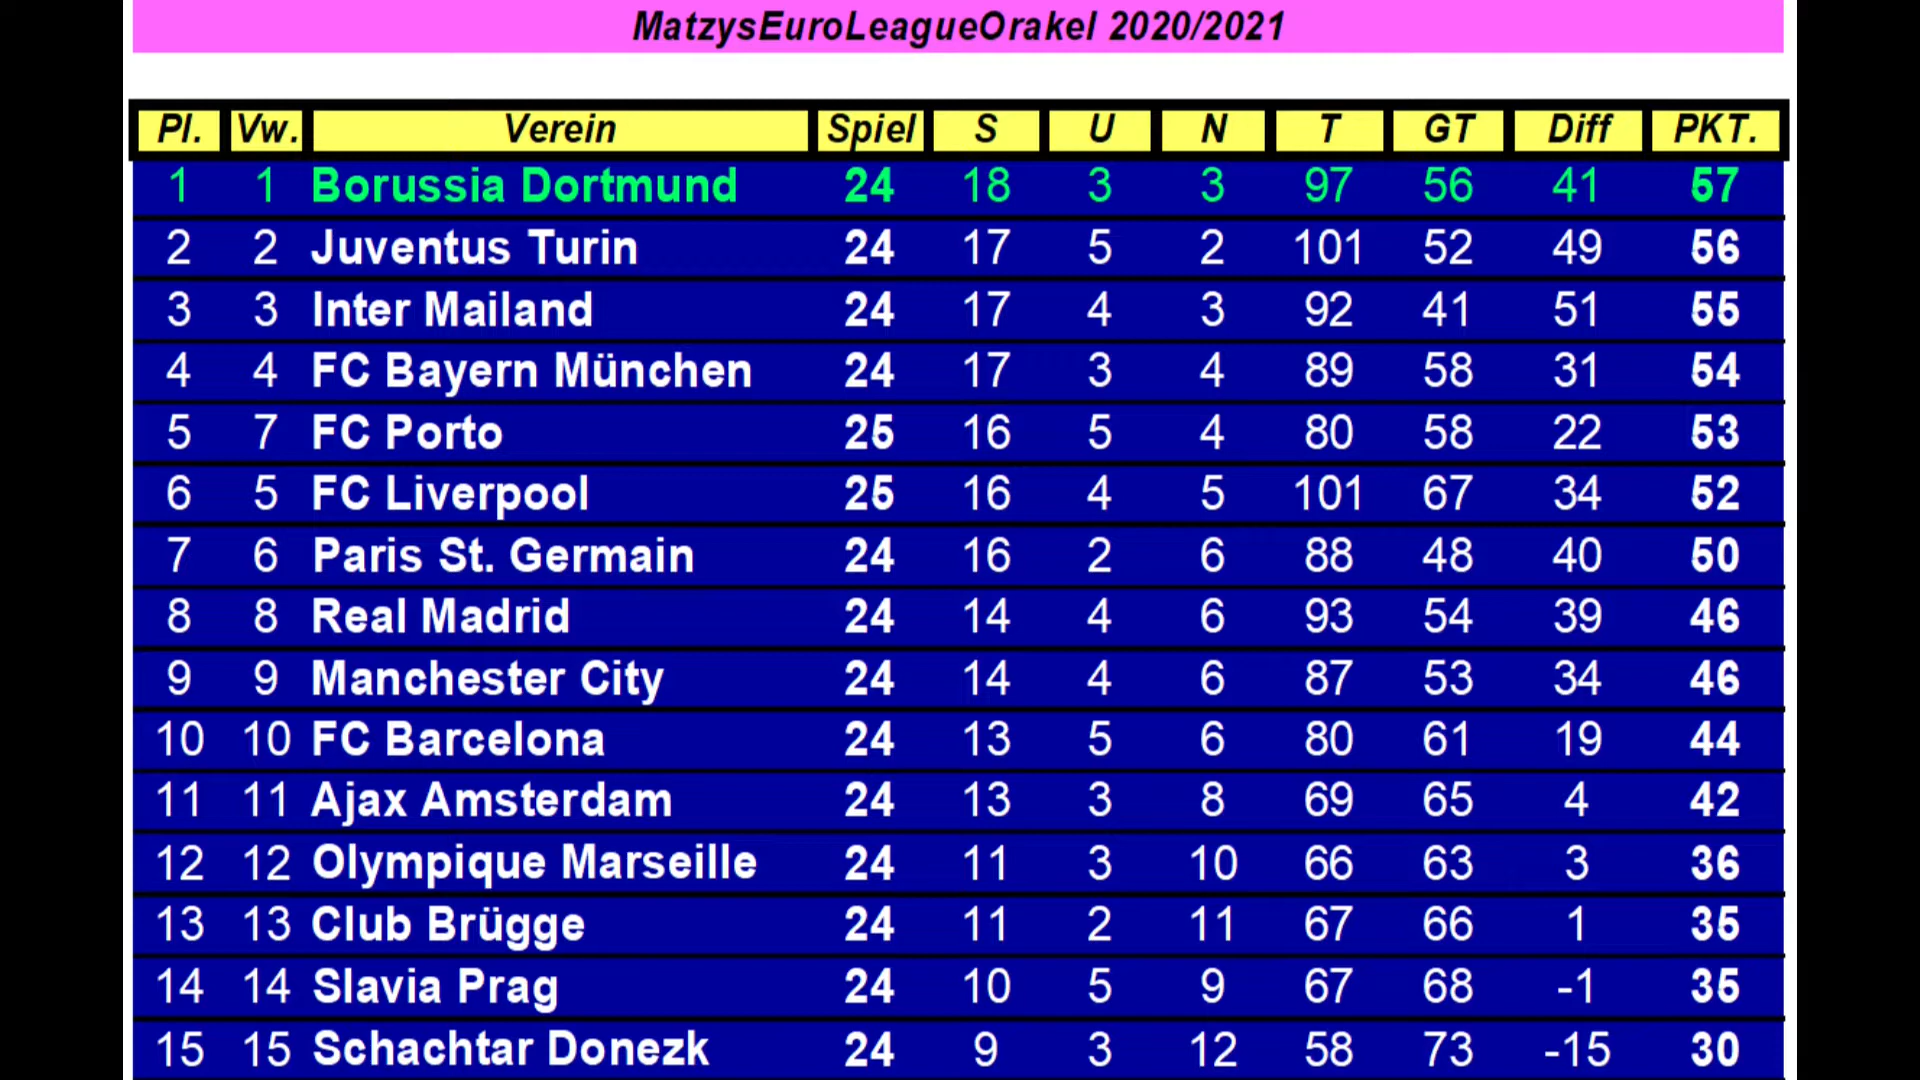 MatzysEuroLeagueOrakel 2020/2021
Pl. Vw. Verein Spiel S U N T GT Diff PKT.
1 1 Borussia Dortmund 24 18 3 3 97 56 41 57
2 2 Juventus Turin 24 17 5 2 101 52 49 56
3 3 Inter Mailand 24 17 4 3 92 41 51 55
4 4 FC Bayern München 24 17 3 4 89 58 31 54
5 7 FC Porto 25 16 5 4 80 58 22 53
6 5 FC Liverpool 25 16 4 5 101 67 34 52
7 6 Paris St. Germain 24 16 2 6 88 48 40 50
8 8 Real Madrid 24 14 4 6 93 54 39 46
9 9 Manchester City 24 14 4 6 87 53 34 46
10 10 FC Barcelona 24 13 5 6 80 61 19 44
11 11 Ajax Amsterdam 24 13 3 8 69 65 4 42
12 12 Olympique Marseille 24 11 3 10 66 63 3 36
13 13 Club Brügge 24 11 2 11 67 66 1 35
14 14 Slavia Prag 24 10 5 9 67 68 -1 35
15 15 Schachtar Donezk 24 9 3 12 58 73 -15 30